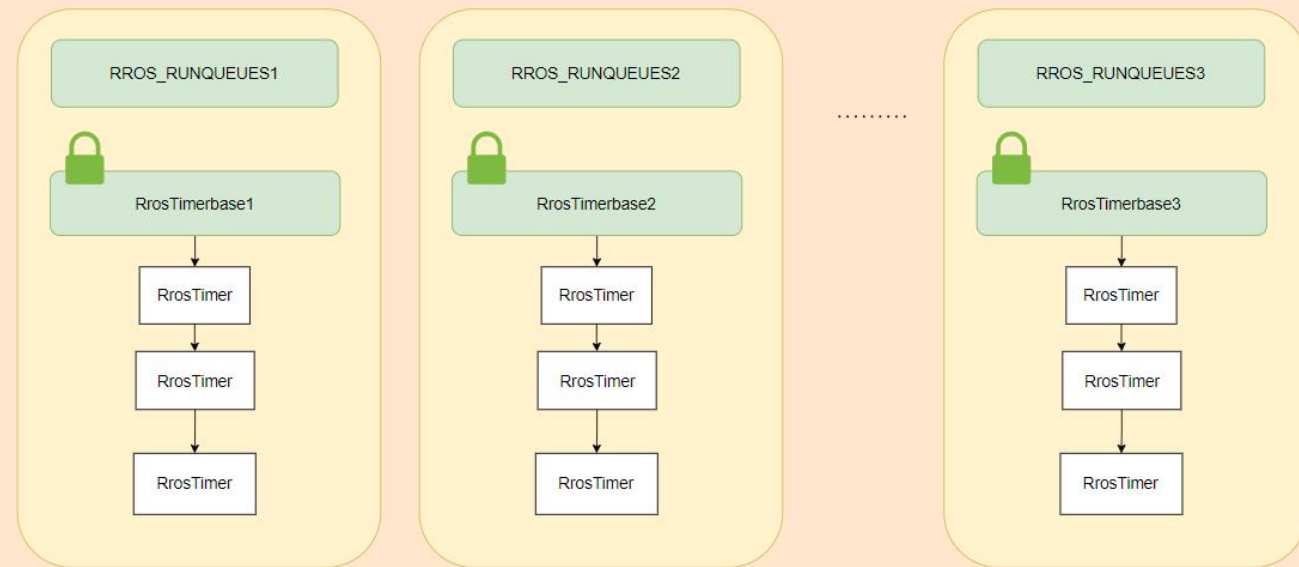 RROS_RUNQUEUES1
RROS_RUNQUEUES2
.........
RROS_RUNQUEUES3
RrosTimerbase1
RrosTimerbase2
RrosTimerbase3
RrosTimer
RrosTimer
RrosTimer
RrosTimer
RrosTimer
RrosTimer
RrosTimer
RrosTimer
RrosTimer